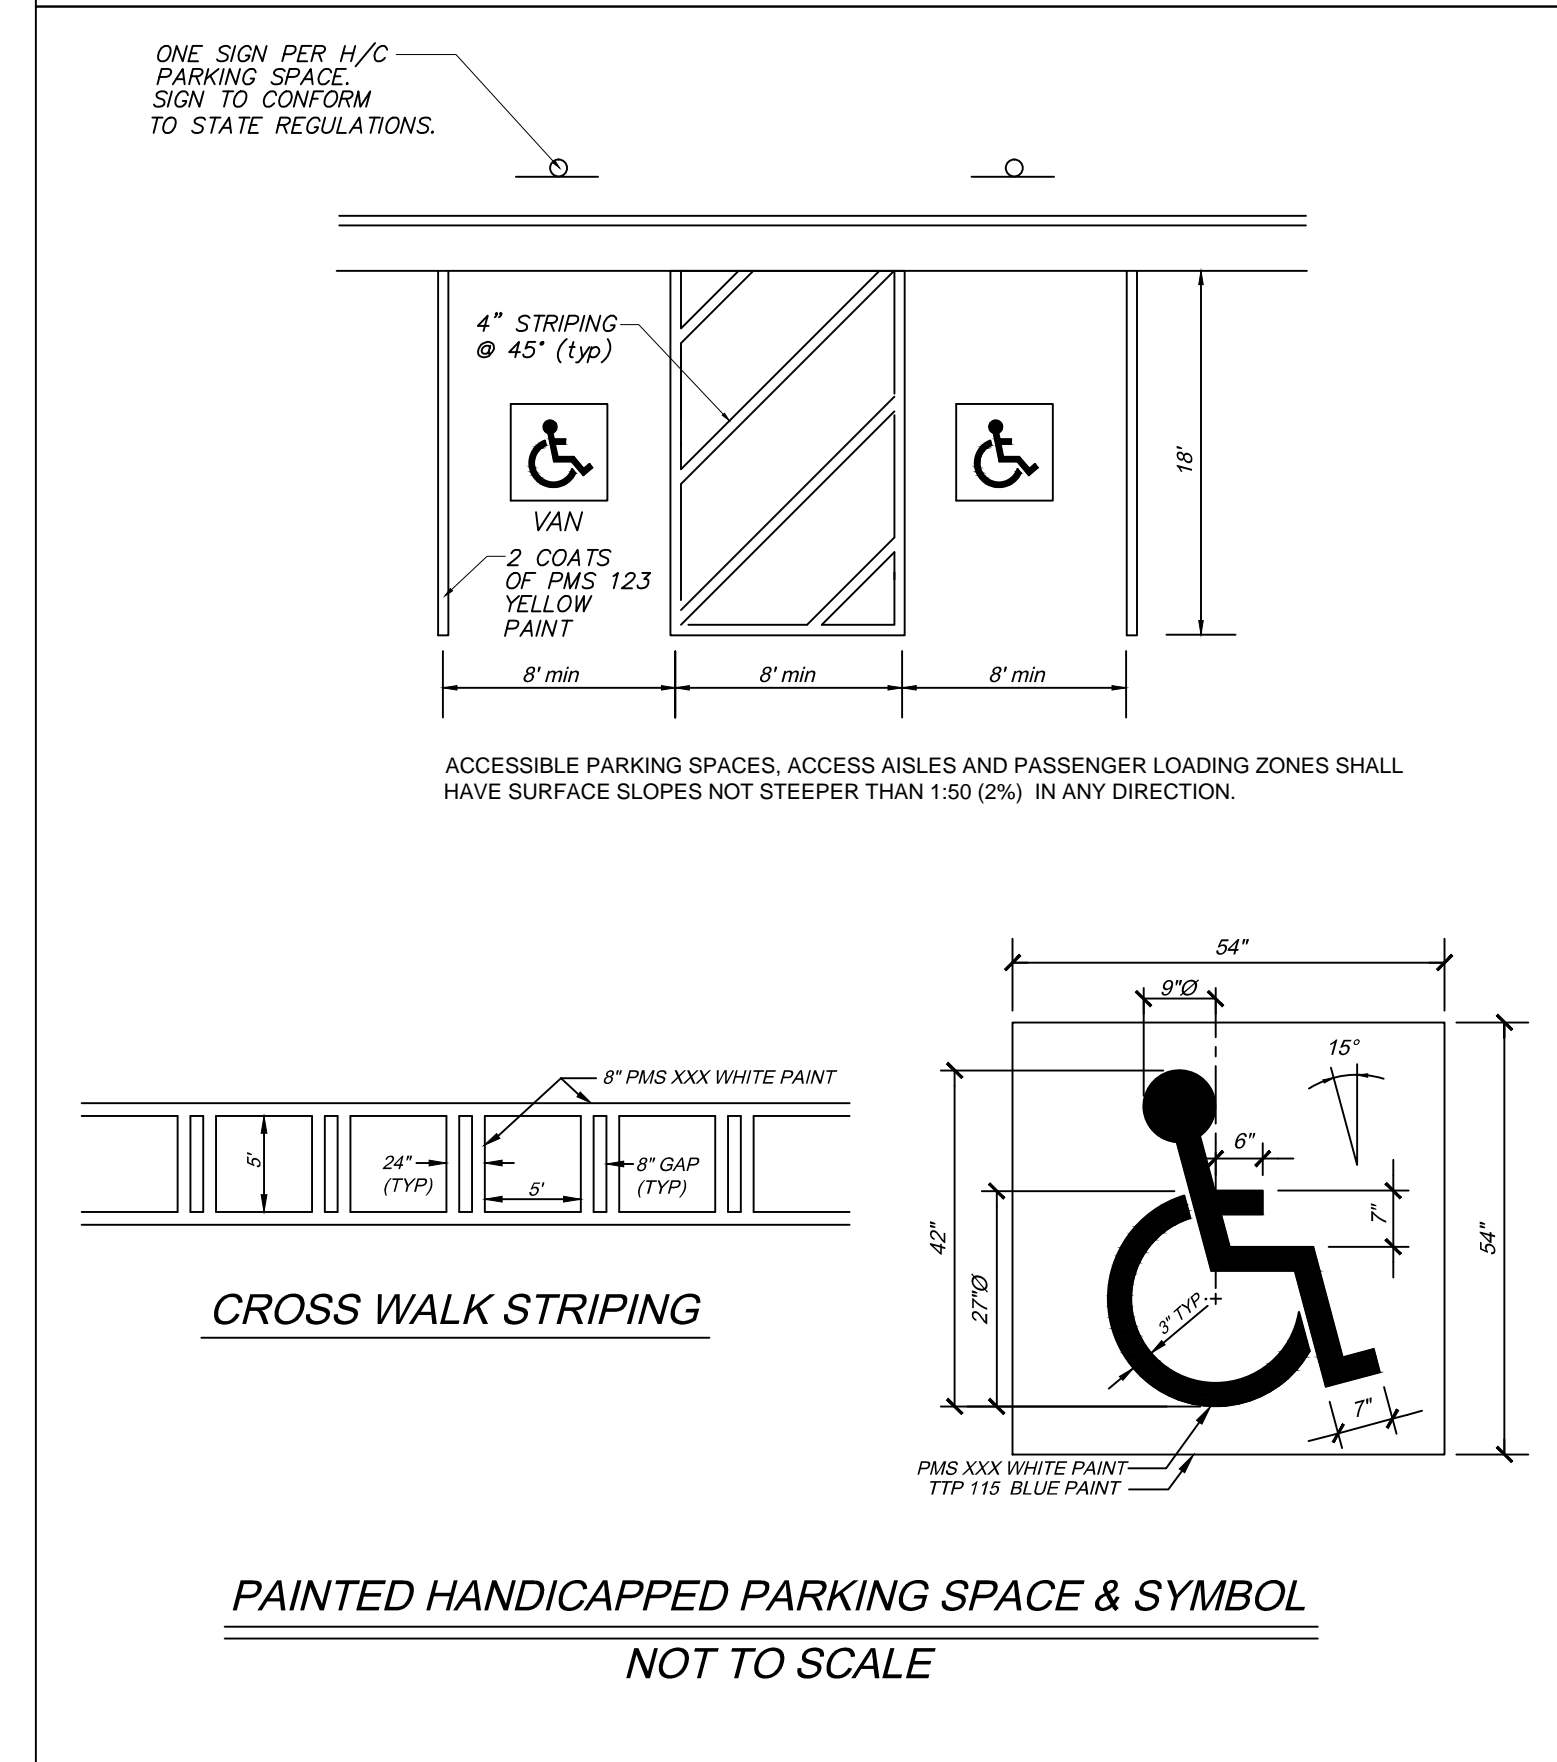 ONE SIGN PER H/C
PARKING SPACE.
SIGN TO CONFORM
TO STATE REGULATIONS.
4" STRIPING
@ 45° (typ)
18'
VAN
2 COATS
OF PMS 123
YELLOW
PAINT
8' min
8' min
8' min
ACCESSIBLE PARKING SPACES, ACCESS AISLES AND PASSENGER LOADING ZONES SHALL
HAVE SURFACE SLOPES NOT STEEPER THAN 1:50 (2%) IN ANY DIRECTION.
8" PMS XXX WHITE PAINT
5'
24"
(TYP)
5'
8" GAP
(TYP)
CROSS WALK STRIPING
54"
9"Ø
15°
6"
7"
42"
27"Ø
3" TYP.
54"
7"
PMS XXX WHITE PAINT
TTP 115 BLUE PAINT
PAINTED HANDICAPPED PARKING SPACE & SYMBOL
NOT TO SCALE